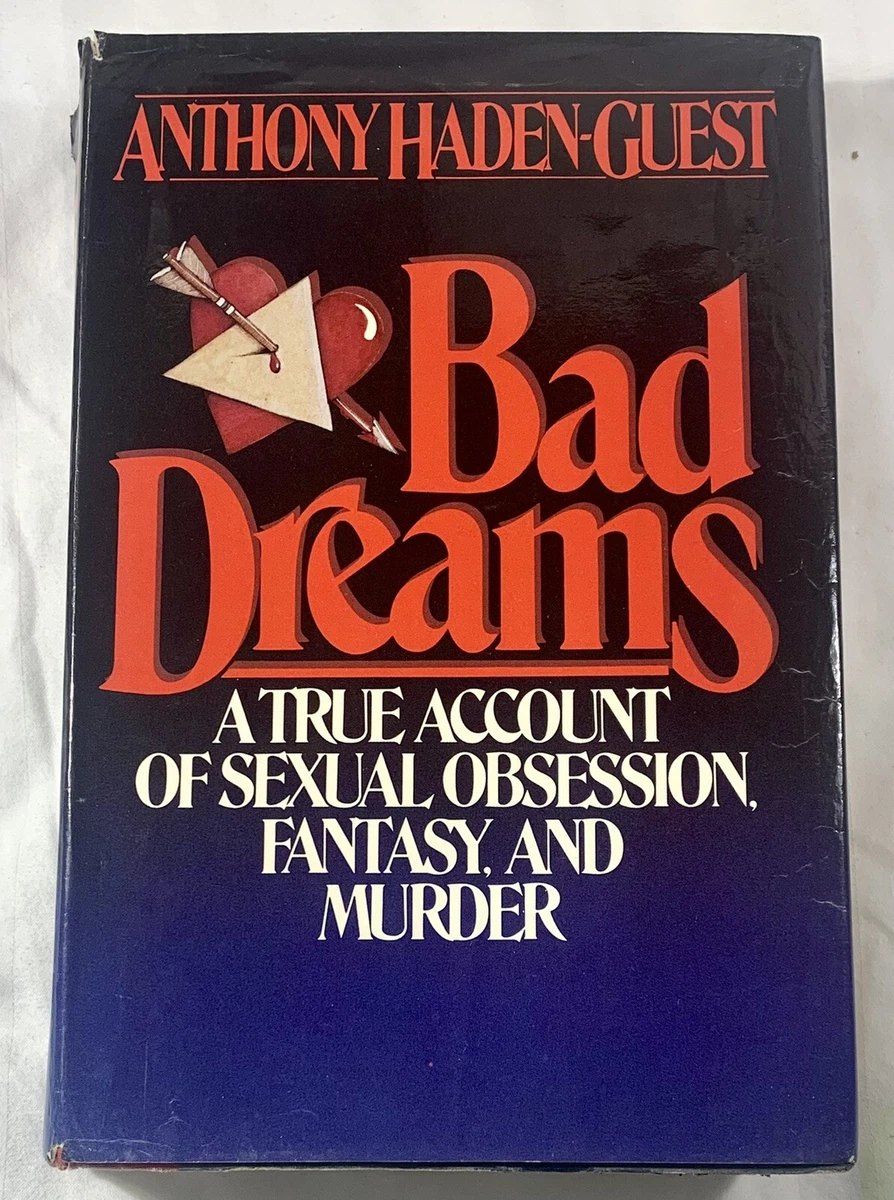 ANTHONY HADEN-GUEST
Bad
Dreams
A TRUE ACCOUNT
OF SEXUAL OBSESSION,
FANTASY, AND
MURDER